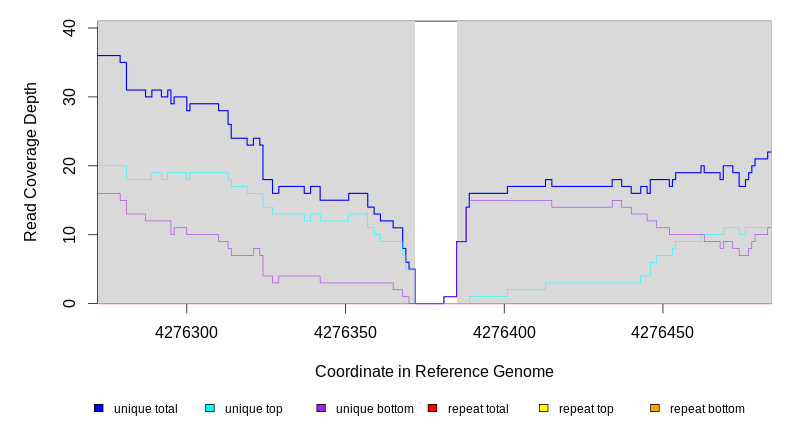 Read Coverage Depth
40
30
20
10
0
4276300 4276350 4276400 4276450
Coordinate in Reference Genome
unique total unique top unique bottom repeat total repeat top repeat bottom